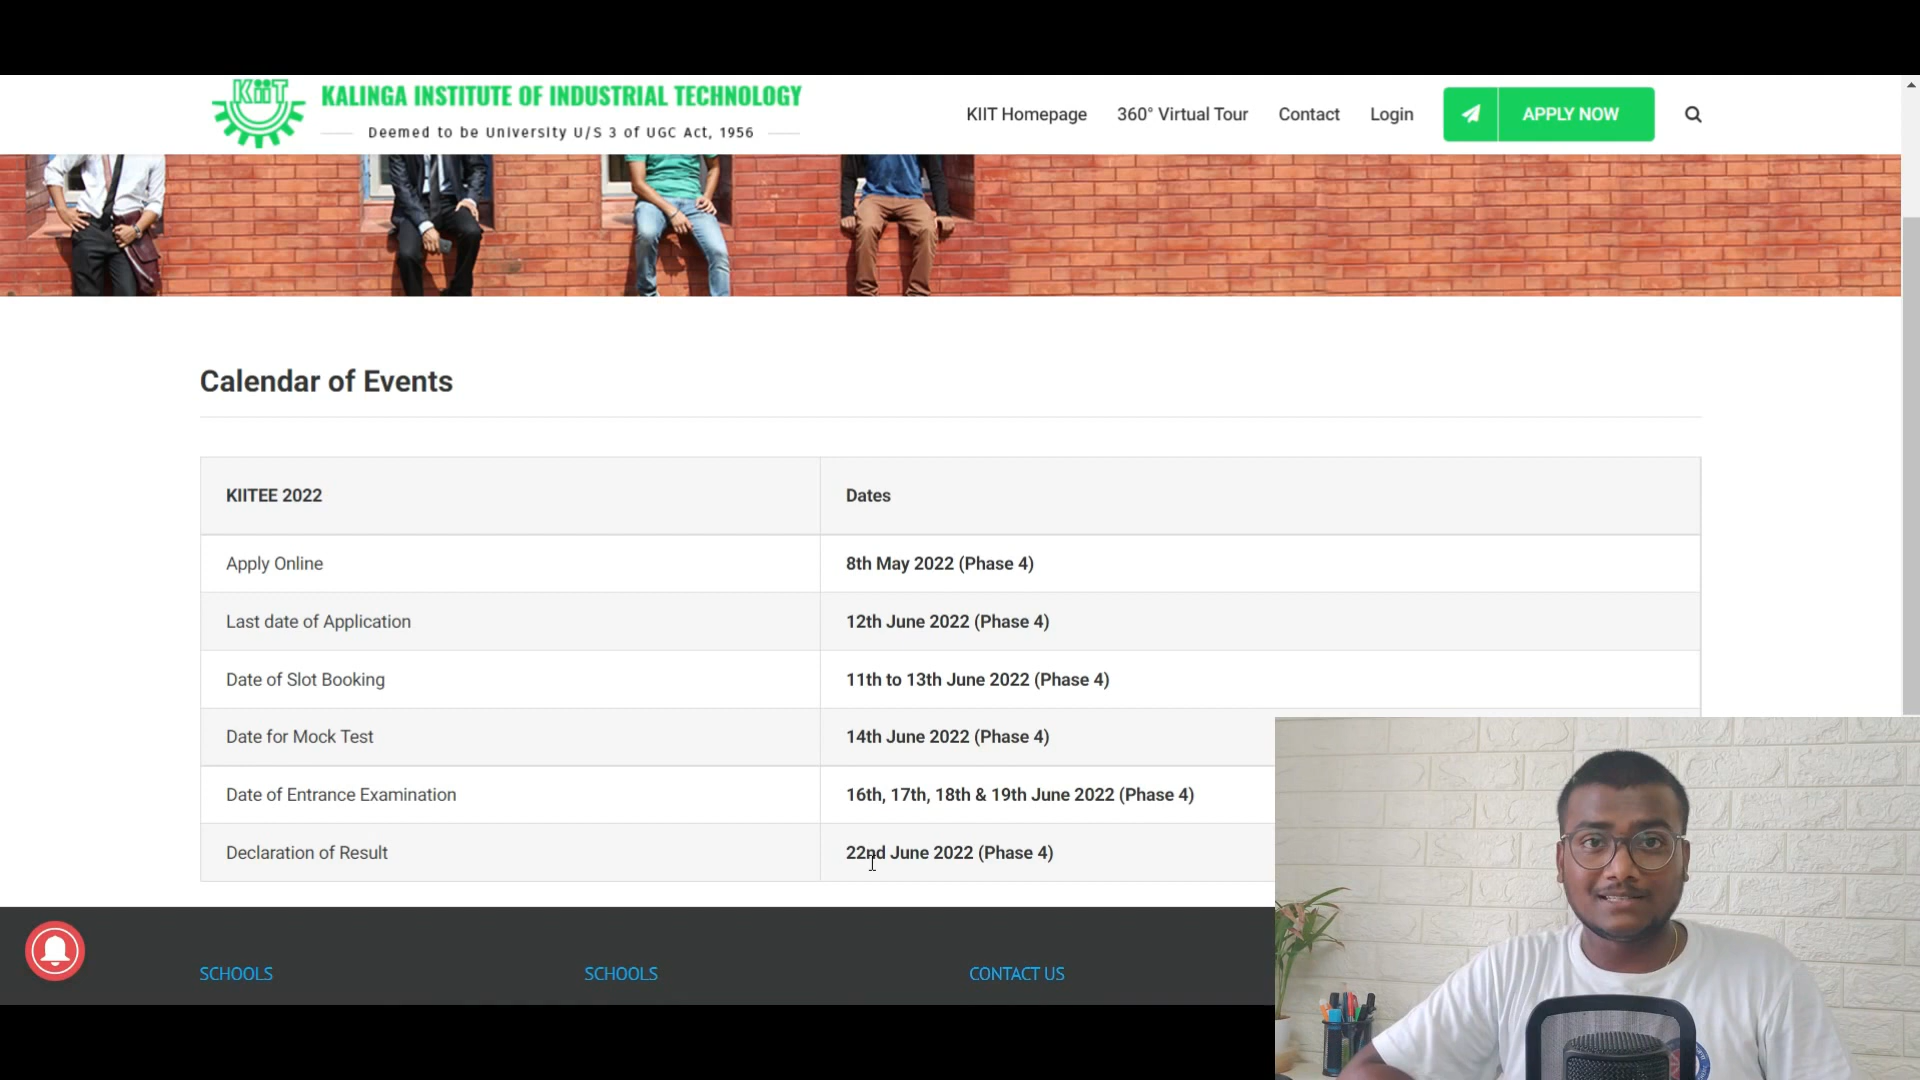 KiiT
KALINGA INSTITUTE OF INDUSTRIAL TECHNOLOGY
Deemed to be University U/S 3 of UGC Act, 1956
KIIT Homepage
360° Virtual Tour
Contact
Login
APPLY NOW
Calendar of Events
KIITEE 2022 Dates
Apply Online 8th May 2022 (Phase 4)
Last date of Application 12th June 2022 (Phase 4)
Date of Slot Booking 11th to 13th June 2022 (Phase 4)
Date for Mock Test 14th June 2022 (Phase 4)
Date of Entrance Examination 16th, 17th, 18th & 19th June 2022 (Phase 4)
Declaration of Result 22nd June 2022 (Phase 4)
SCHOOLS
SCHOOLS
CONTACT US